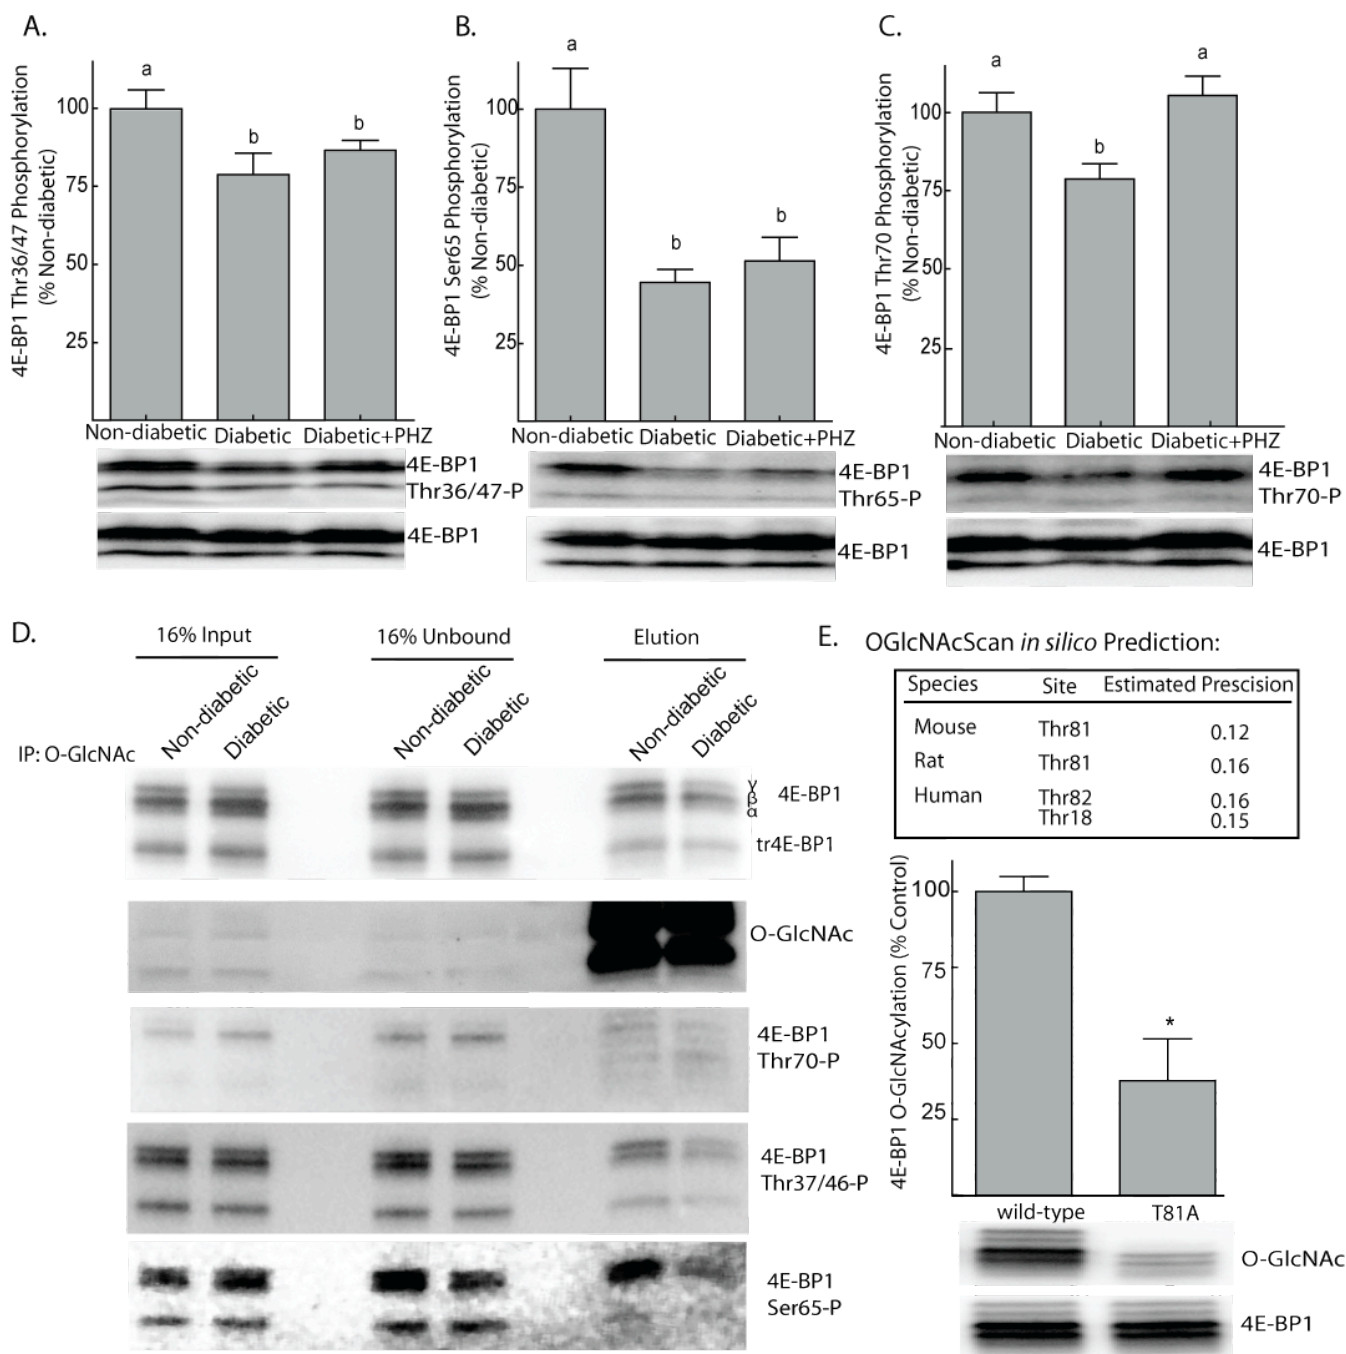 A.
4E-BP1 Thr36/47 Phosphorylation
(% Non-diabetic)
100
75
50
25
a
b
b
Non-diabetic Diabetic Diabetic+PHZ
4E-BP1
Thr36/47-P
4E-BP1
B.
4E-BP1 Ser65 Phosphorylation
(% Non-diabetic)
100
75
50
25
a
b
b
Non-diabetic Diabetic Diabetic+PHZ
4E-BP1
Thr65-P
4E-BP1
C.
4E-BP1 Thr70 Phosphorylation
(% Non-diabetic)
100
75
50
25
a
b
a
Non-diabetic Diabetic Diabetic+PHZ
4E-BP1
Thr70-P
4E-BP1
D.
16% Input
16% Unbound
Elution
IP: O-GlcNAc
Non-diabetic
Diabetic
Non-diabetic
Diabetic
Non-diabetic
Diabetic
γ
β
α
4E-BP1
tr4E-BP1
O-GlcNAc
4E-BP1
Thr70-P
4E-BP1
Thr37/46-P
4E-BP1
Ser65-P
E.
OGlcNAcScan in silico Prediction:
Species Site Estimated Prescision
Mouse Thr81 0.12
Rat Thr81 0.16
Human Thr82 0.16
Thr18 0.15
4E-BP1 O-GlcNAcylation (% Control)
100
75
50
25
*
wild-type T81A
O-GlcNAc
4E-BP1